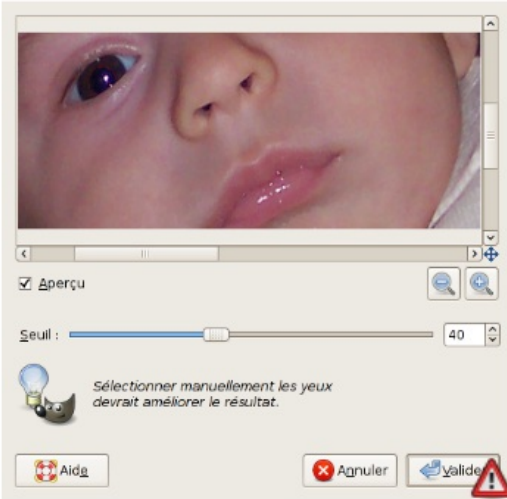 Aperçu
Seuil :
40
Sélectionner manuellement les yeux
devrait améliorer le résultat.
Aide
Annuler
Valider